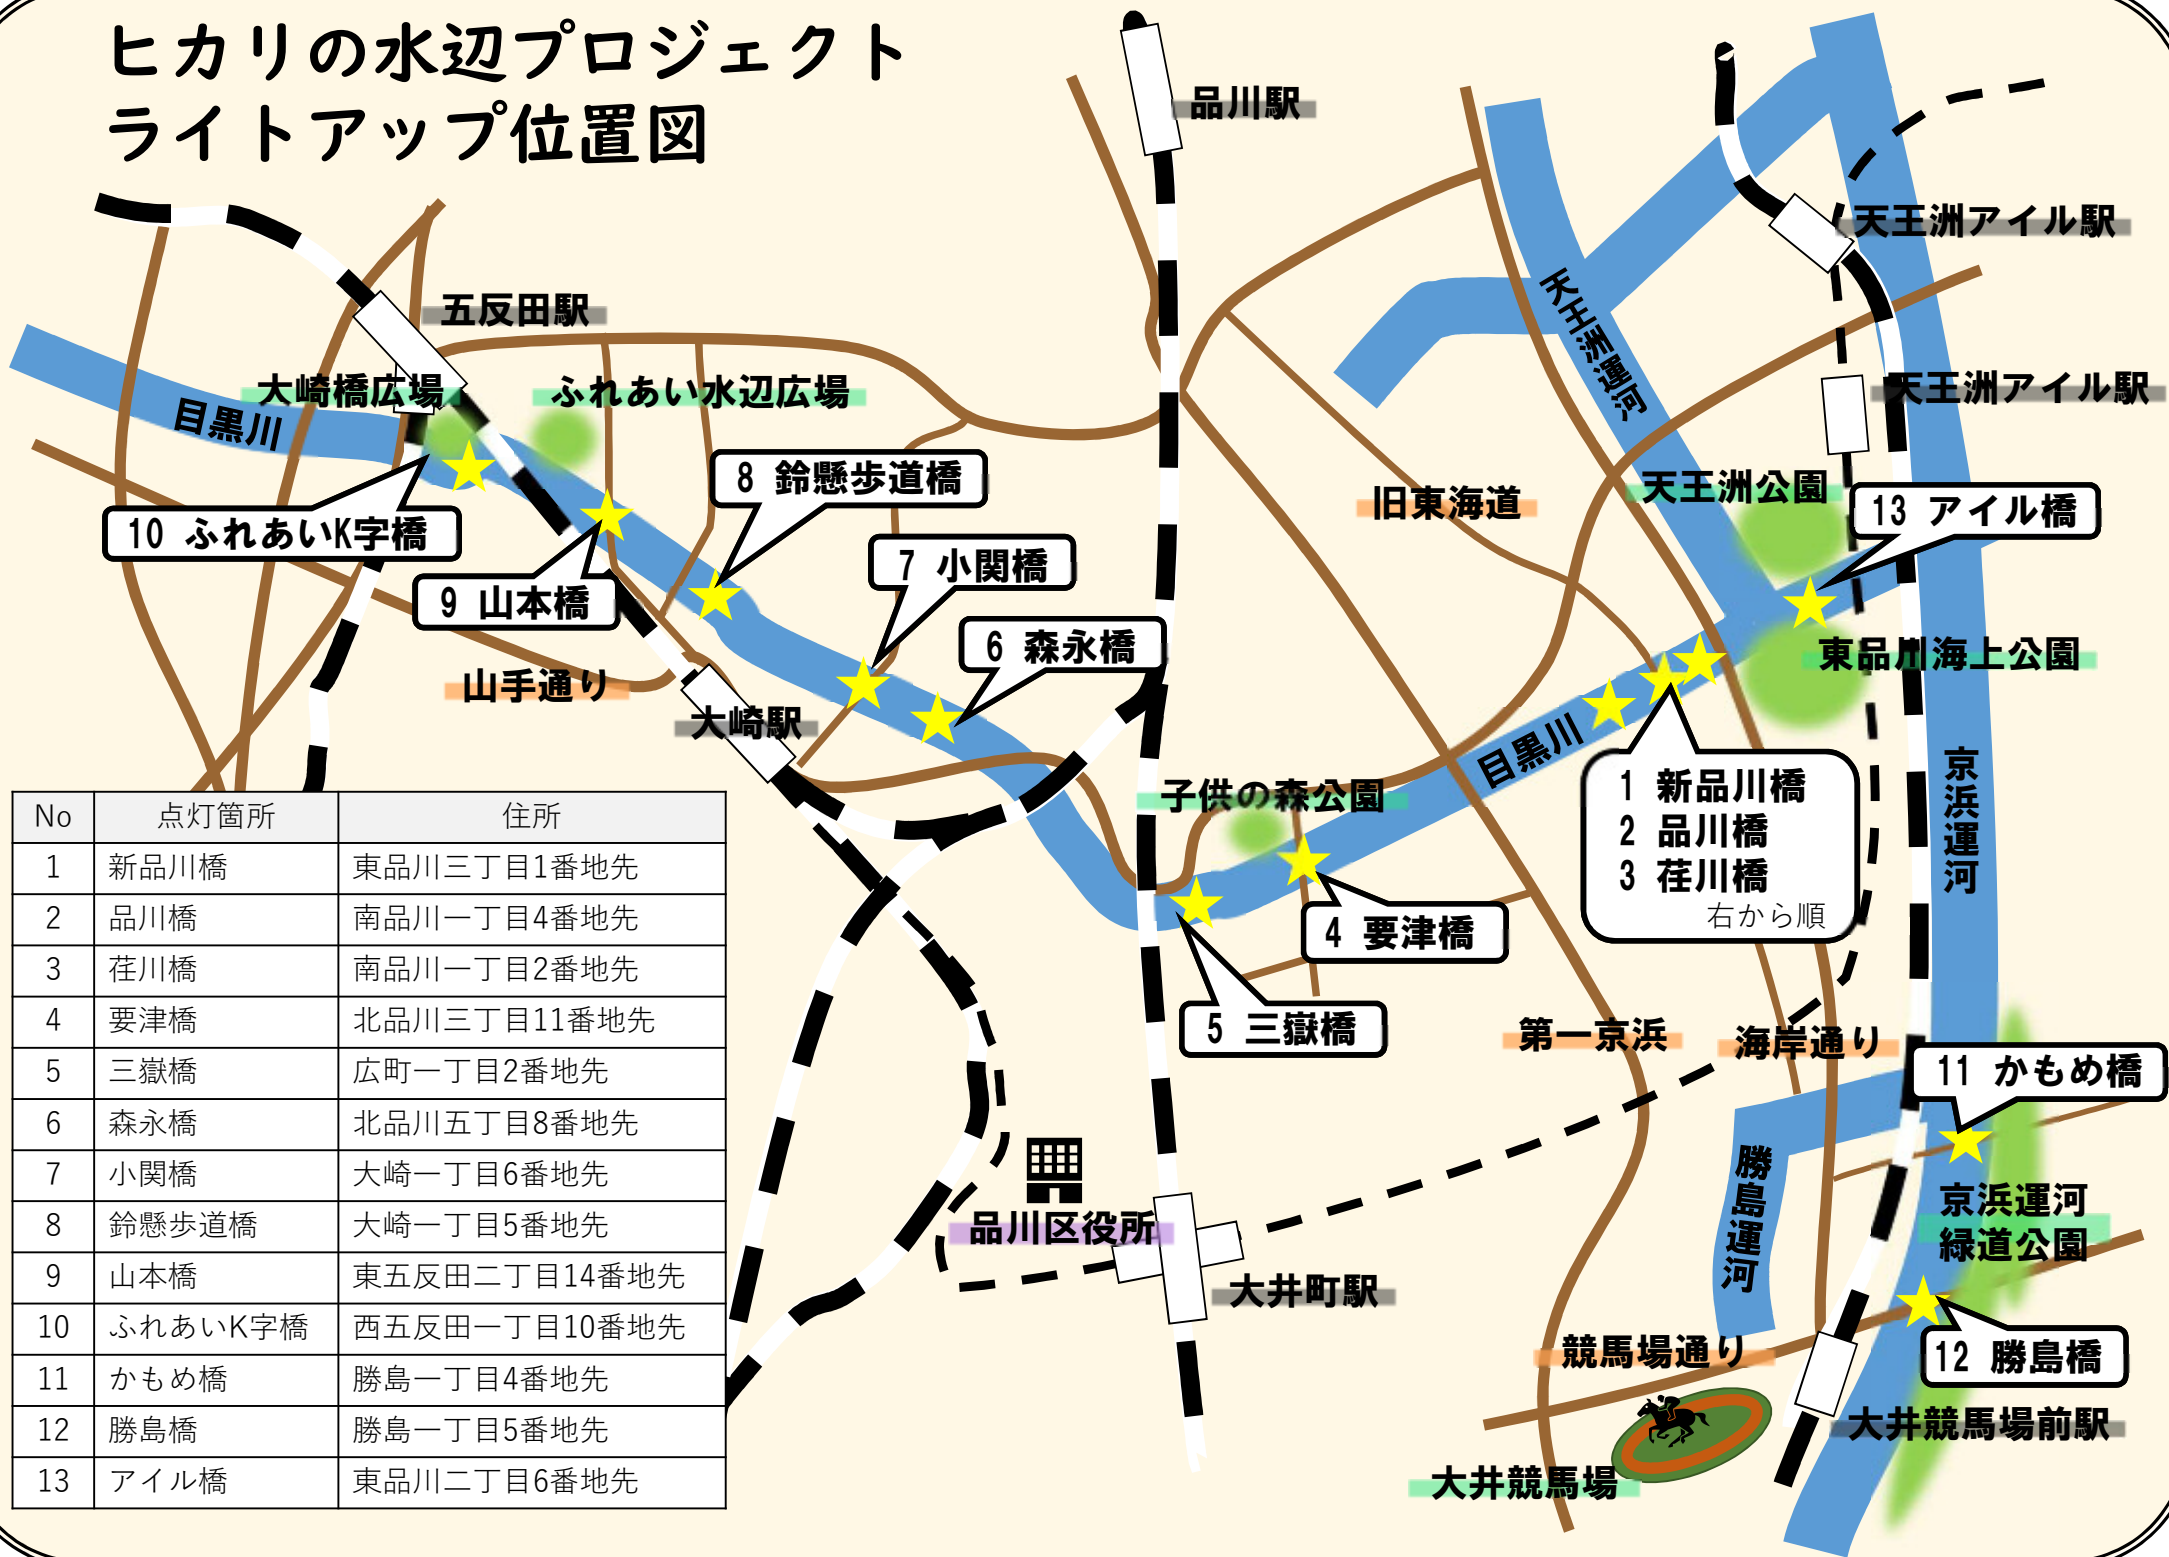 ヒカリの水辺プロジェクト
ライトアップ位置図
品川駅
天王洲アイル駅
五反田駅
天王洲運河
大崎橋広場
ふれあい水辺広場
天王洲アイル駅
目黒川
8 鈴懸歩道橋
旧東海道
天王洲公園
13 アイル橋
10 ふれあいK字橋
7 小関橋
9 山本橋
6 森永橋
東品川海上公園
山手通り
大崎駅
目黒川
京浜運河
子供の森公園
1 新品川橋
2 品川橋
3 荏川橋
右から順
4 要津橋
5 三嶽橋
第一京浜
海岸通り
11 かもめ橋
勝島運河
京浜運河
緑道公園
品川区役所
大井町駅
競馬場通り
12 勝島橋
大井競馬場前駅
大井競馬場
No 点灯箇所 住所
1 新品川橋 東品川三丁目1番地先
2 品川橋 南品川一丁目4番地先
3 荏川橋 南品川一丁目2番地先
4 要津橋 北品川三丁目11番地先
5 三嶽橋 広町一丁目2番地先
6 森永橋 北品川五丁目8番地先
7 小関橋 大崎一丁目6番地先
8 鈴懸歩道橋 大崎一丁目5番地先
9 山本橋 東五反田二丁目14番地先
10 ふれあいK字橋 西五反田一丁目10番地先
11 かもめ橋 勝島一丁目4番地先
12 勝島橋 勝島一丁目5番地先
13 アイル橋 東品川二丁目6番地先